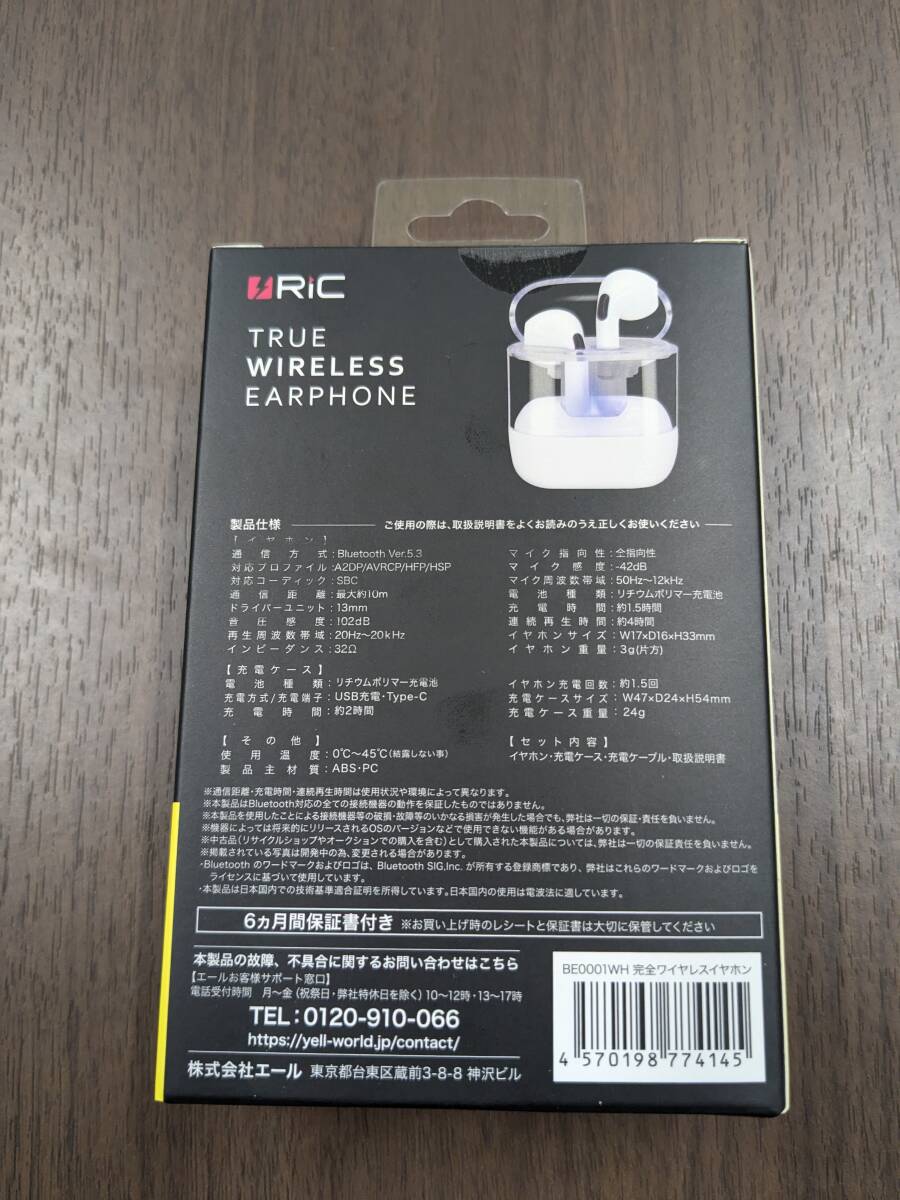 RiC
TRUE
WIRELESS
EARPHONE
製品仕様
ご使用の際は、取扱説明書をよくお読みのうえ正しくお使いください
【イヤホン】
通信方式:Bluetooth Ver.5.3
対応プロファイル:A2DP/AVRCP/HFP/HSP
対応コーディック:SBC
通信距離:最大約10m
ドライバーユニット:13mm
音圧感度:102dB
再生周波数帯域:20Hz~20kHz
インピーダンス:32Ω
マイク指向性:全指向性
マイク感度:-42dB
マイク周波数帯域:50Hz~12kHz
電池種類:リチウムポリマー充電池
充電時間:約1.5時間
連続再生時間:約4時間
イヤホンサイズ:W17×D16×H33mm
イヤホン重量:3g(片方)
【充電ケース】
電池種類:リチウムポリマー充電池
充電方式/充電端子:USB充電・Type-C
充電時間:約2時間
イヤホン充電回数:約1.5回
充電ケースサイズ:W47×D24×H54mm
充電ケース重量:24g
【その他】
使用温度:0℃~45℃(結露しない事)
製品主材質:ABS・PC
【セット内容】
イヤホン・充電ケース・充電ケーブル・取扱説明書
※通信距離・充電時間・連続再生時間は使用状況や環境によって異なります。
※本製品はBluetooth対応の全ての接続機器の動作を保証したものではありません。
※本製品を使用したことによる接続機器等の破損・故障等のいかなる損害が発生した場合でも、弊社は一切の保証・責任を負いません。
※機器によっては将来的にリリースされるOSのバージョンなどで使用できない機能がある場合があります。
※中古品(リサイクルショップやオークションでの購入を含む)として購入された本製品については、弊社は一切の保証責任を負いません。
※掲載されている写真は開発中の為、変更される場合があります。
・Bluetooth のワードマークおよびロゴは、Bluetooth SIG,Inc. が所有する登録商標であり、弊社はこれらのワードマークおよびロゴを
ライセンスに基づいて使用しています。
・本製品は日本国内での技術基準適合証明を所得しています。日本国内の使用は電波法に適しています。
6ヵ月間保証書付き ※お買い上げ時のレシートと保証書は大切に保管してください
本製品の故障、不具合に関するお問い合わせはこちら
【エールお客様サポート窓口】
電話受付時間 月~金(祝祭日・弊社特休日を除く)10~12時・13~17時
TEL:0120-910-066
https://yell-world.jp/contact/
株式会社エール 東京都台東区蔵前3-8-8 神沢ビル
BE0001WH 完全ワイヤレスイヤホン
4 570198 774145